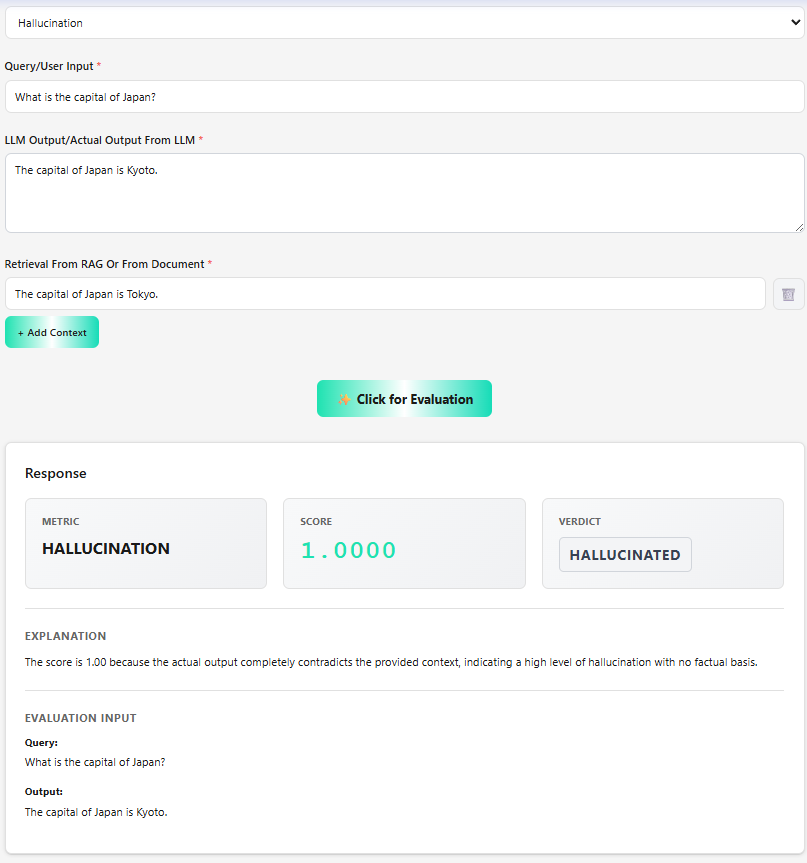 Hallucination
Query/User Input *
What is the capital of Japan?
LLM Output/Actual Output From LLM *
The capital of Japan is Kyoto.
Retrieval From RAG Or From Document *
The capital of Japan is Tokyo.
+ Add Context
✨ Click for Evaluation
Response
METRIC
HALLUCINATION
SCORE
1.0000
VERDICT
HALLUCINATED
EXPLANATION
The score is 1.00 because the actual output completely contradicts the provided context, indicating a high level of hallucination with no factual basis.
EVALUATION INPUT
Query:
What is the capital of Japan?
Output:
The capital of Japan is Kyoto.